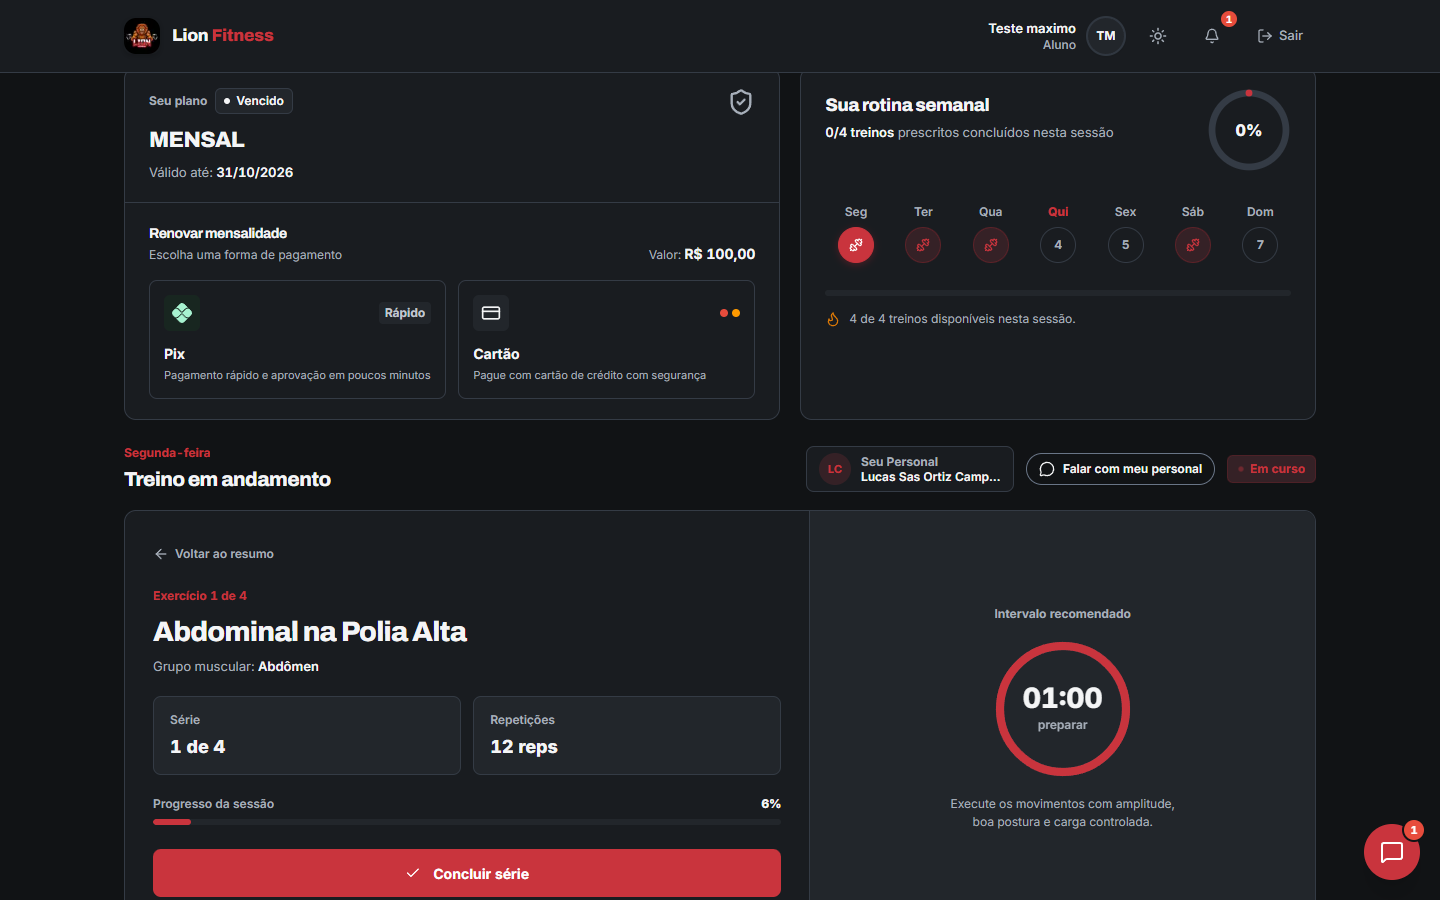 Lion Fitness
Teste maximo
Aluno
TM
1
Sair
Seu plano
Vencido
MENSAL
Válido até: 31/10/2026
Renovar mensalidade
Escolha uma forma de pagamento
Valor: R$ 100,00
Rápido
Pix
Pagamento rápido e aprovação em poucos minutos
Cartão
Pague com cartão de crédito com segurança
Sua rotina semanal
0/4 treinos prescritos concluídos nesta sessão
0%
Seg Ter Qua Qui Sex Sáb Dom
4 5 7
4 de 4 treinos disponíveis nesta sessão.
Segunda-feira
Treino em andamento
LC
Seu Personal
Lucas Sas Ortiz Camp...
Falar com meu personal
Em curso
Voltar ao resumo
Exercício 1 de 4
Abdominal na Polia Alta
Grupo muscular: Abdômen
Série
1 de 4
Repetições
12 reps
Progresso da sessão
6%
Concluir série
Intervalo recomendado
01:00
preparar
Execute os movimentos com amplitude,
boa postura e carga controlada.
1